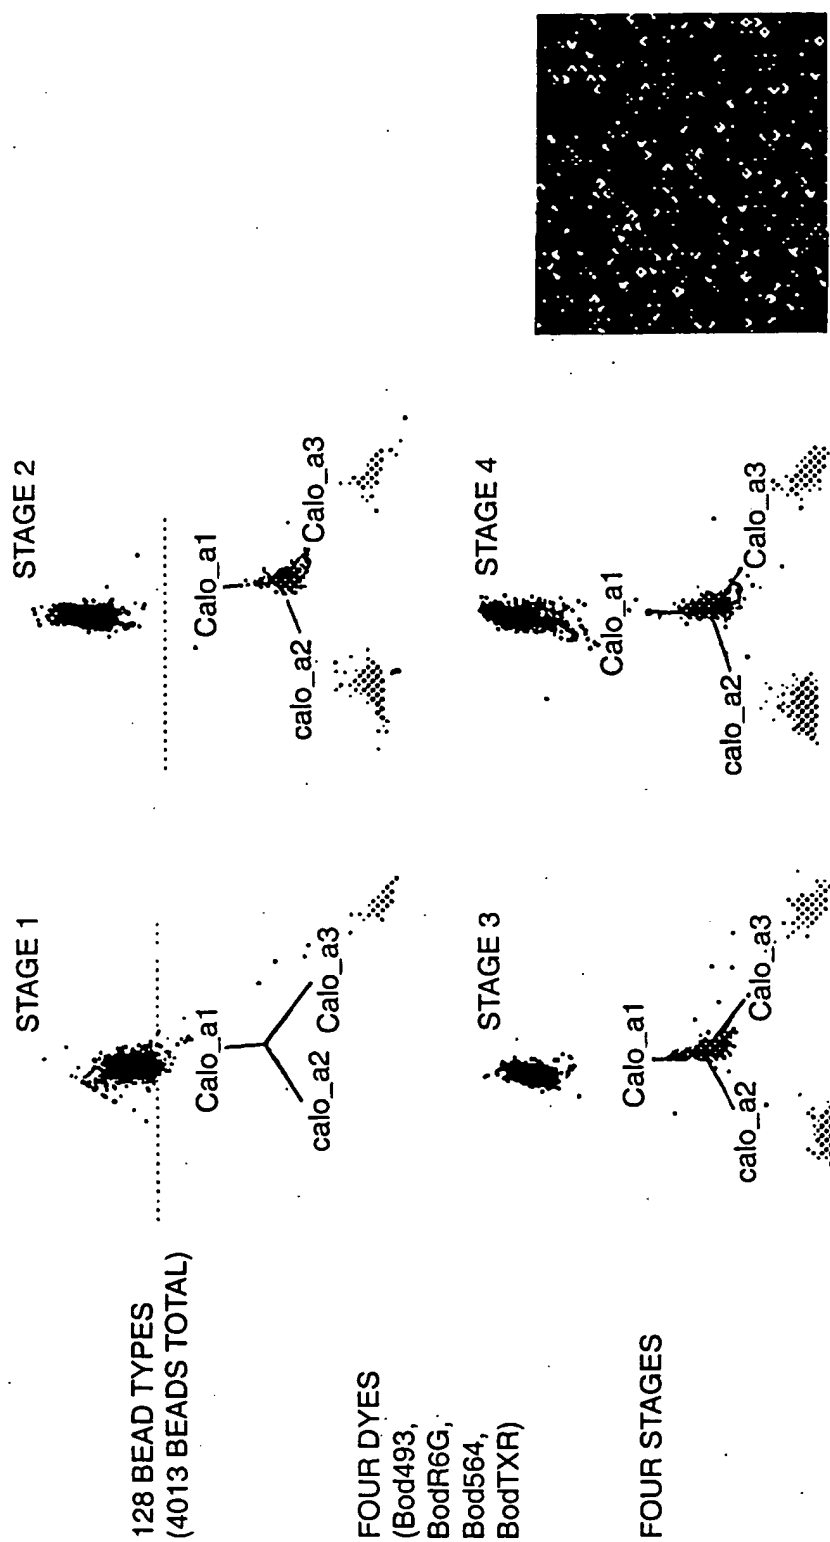 128 BEAD TYPES
(4013 BEADS TOTAL)
FOUR DYES
(Bod493,
BodR6G,
Bod564,
BodTXR)
FOUR STAGES
STAGE 1
Calo_a1
calo_a2
Calo_a3
STAGE 2
Calo_a1
calo_a2
Calo_a3
STAGE 3
Calo_a1
calo_a2
Calo_a3
STAGE 4
Calo_a1
calo_a2
Calo_a3